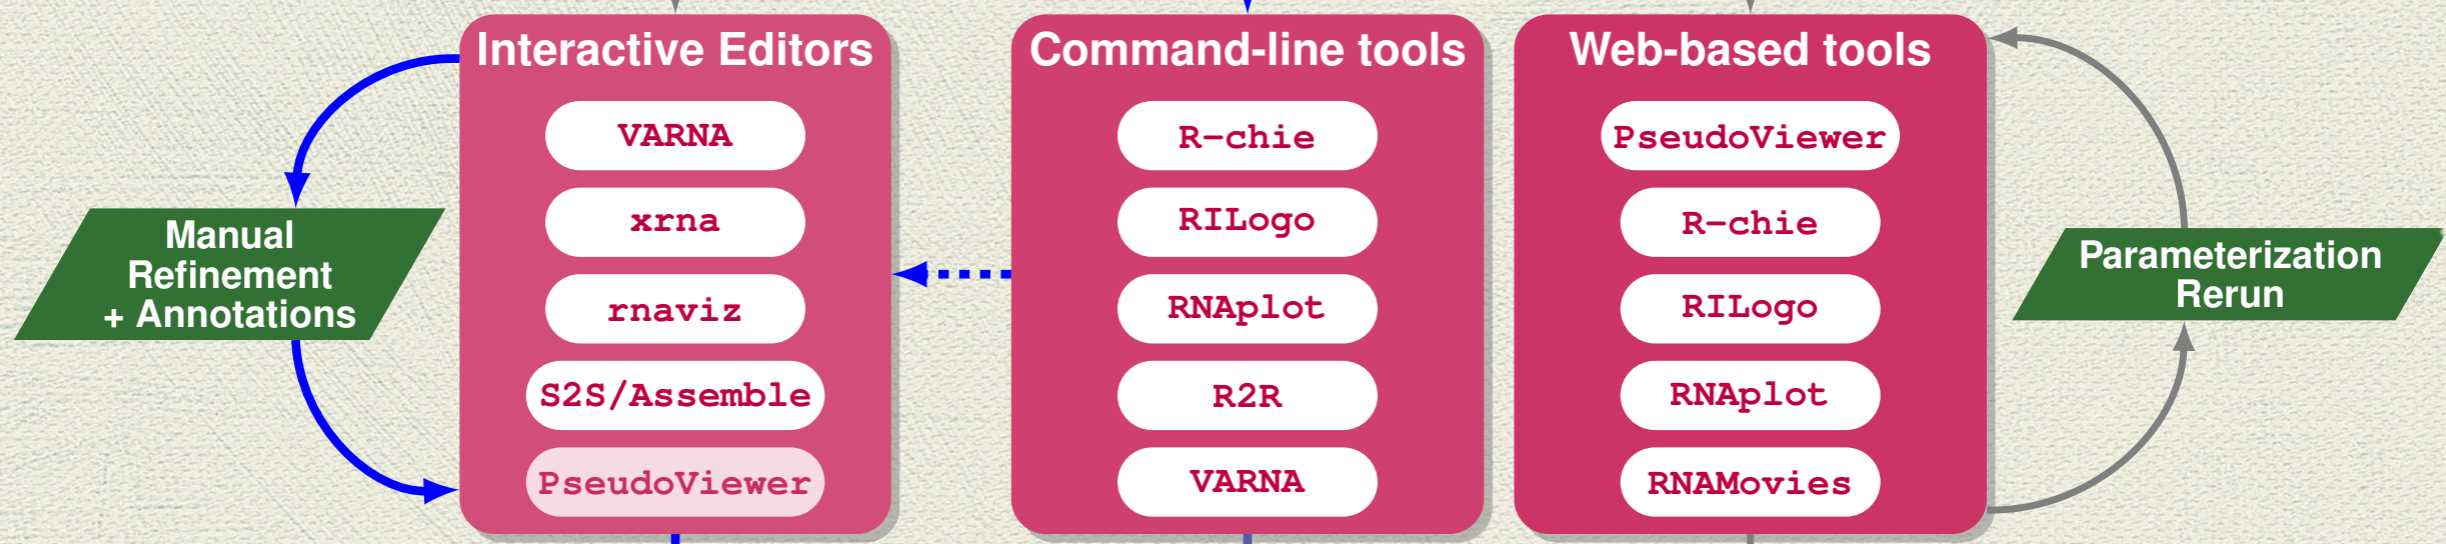 Interactive Editors
VARNA
xrna
rnaviz
S2S/Assemble
PseudoViewer
Manual
Refinement
+ Annotations
Command-line tools
R-chie
RILogo
RNAplot
R2R
VARNA
Web-based tools
PseudoViewer
R-chie
RILogo
RNAplot
RNAMovies
Parameterization
Rerun